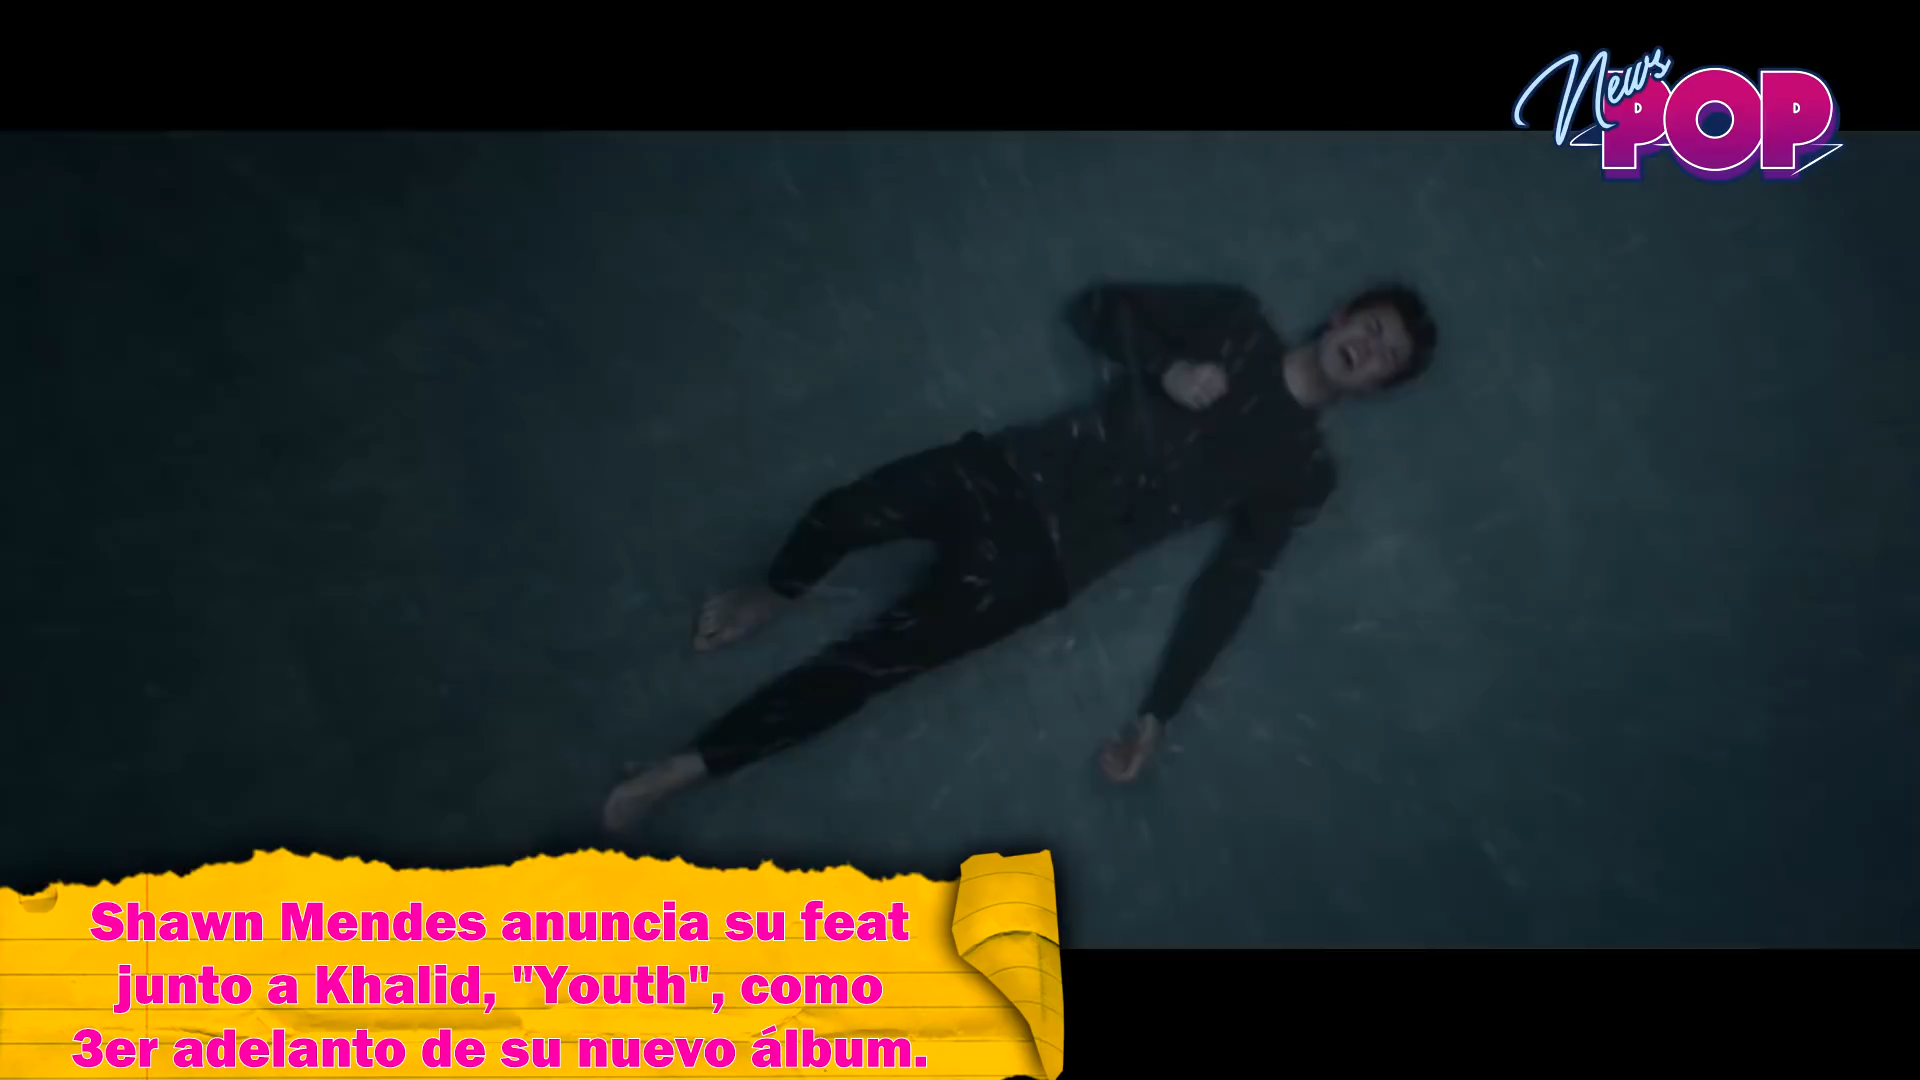 News
POP
Shawn Mendes anuncia su feat
junto a Khalid, "Youth", como
3er adelanto de su nuevo álbum.